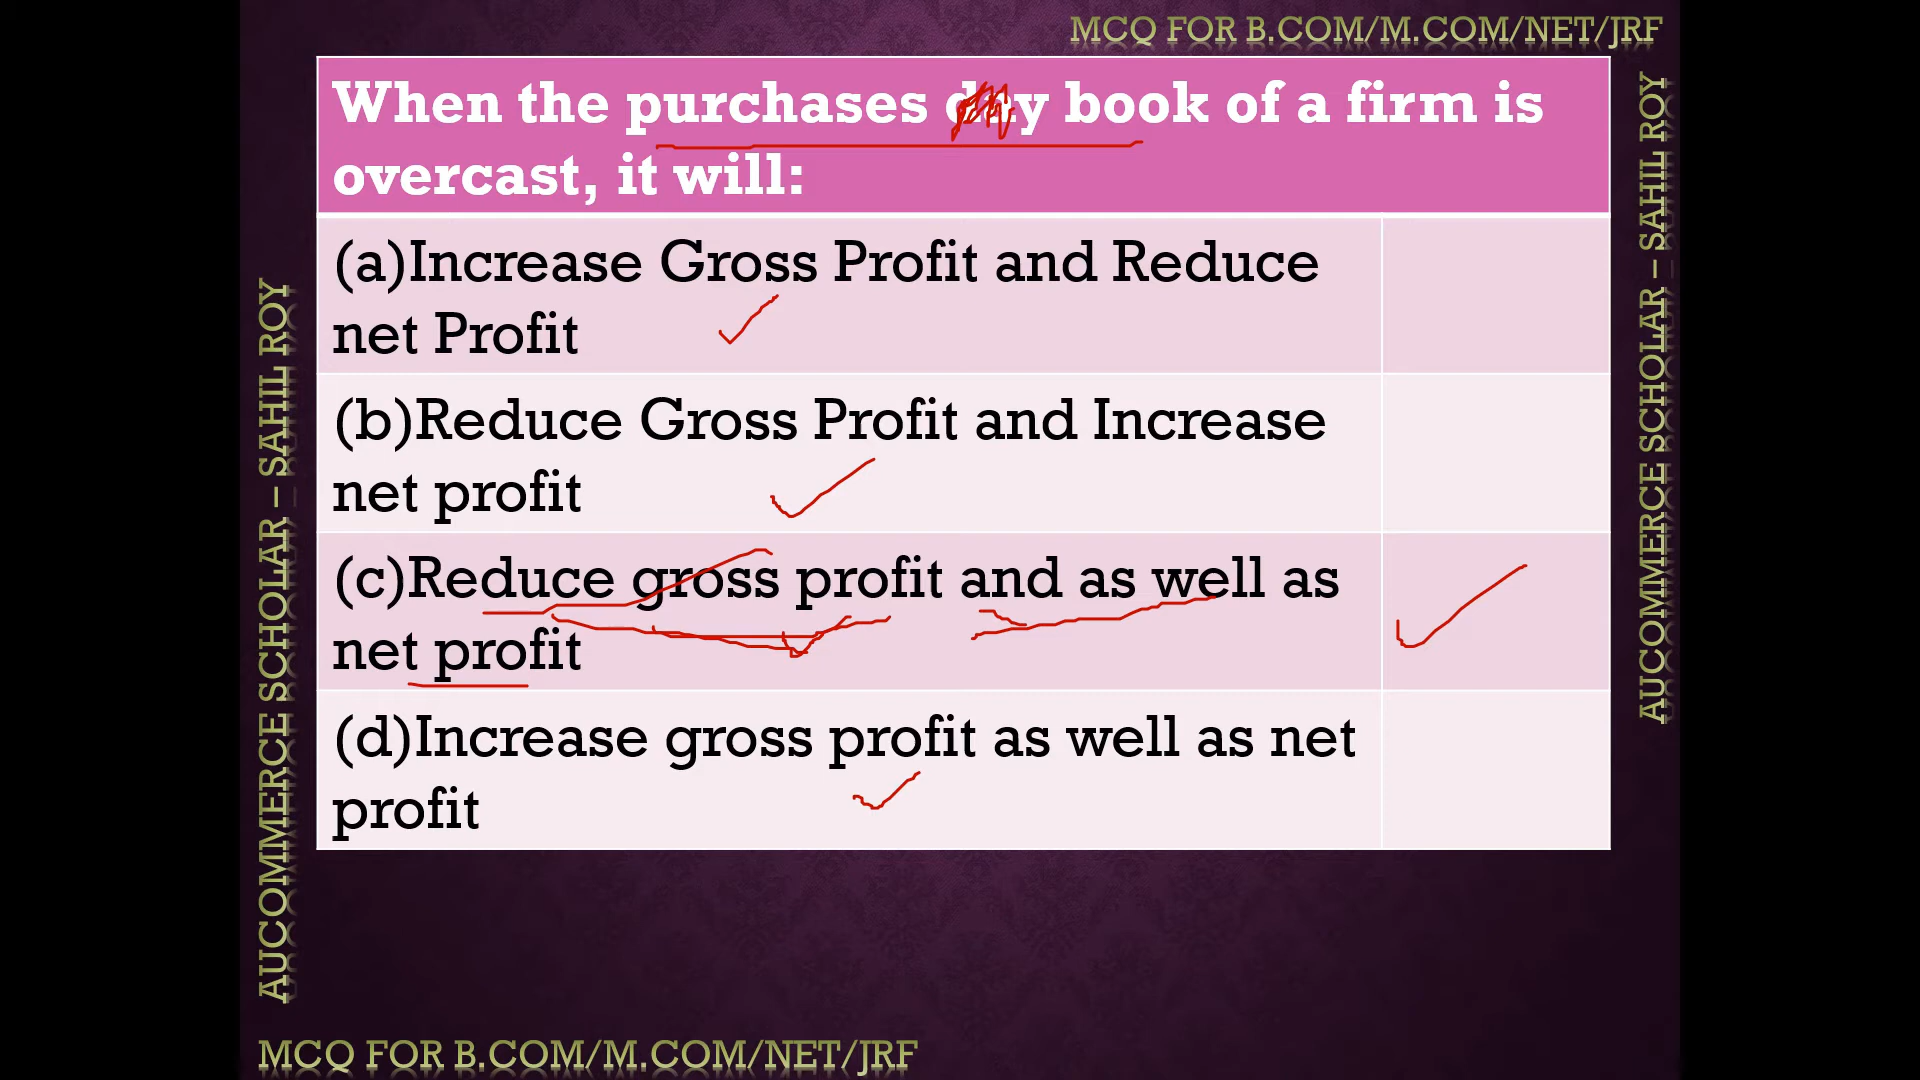 MCQ FOR B.COM/M.COM/NET/JRF
When the purchases day book of a firm is
overcast, it will:
(a)Increase Gross Profit and Reduce
net Profit
(b)Reduce Gross Profit and Increase
net profit
(c)Reduce gross profit and as well as
net profit
(d)Increase gross profit as well as net
profit
AUCOMMERCE SCHOLAR – SAHIL ROY
AUCOMMERCE SCHOLAR – SAHIL ROY
MCQ FOR B.COM/M.COM/NET/JRF